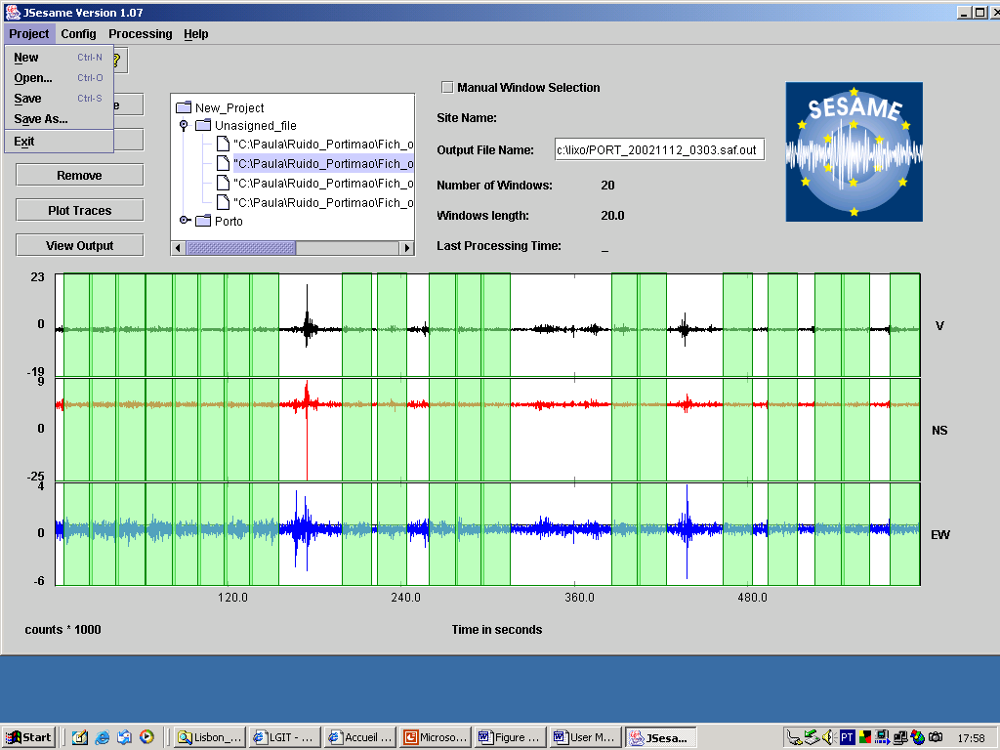 JSesame Version 1.07
Project Config Processing Help
New Ctrl-N
Open... Ctrl-O
Save Ctrl-S
Save As...
Exit
?
e
Remove
Plot Traces
View Output
New_Project
Unasigned_file
"C:\Paula\Ruido_Portimao\Fich_o
"C:\Paula\Ruido_Portimao\Fich_o
"C:\Paula\Ruido_Portimao\Fich_o
"C:\Paula\Ruido_Portimao\Fich_o
Porto
Manual Window Selection
Site Name:
Output File Name: c:\lixo/PORT_20021112_0303.saf.out
Number of Windows: 20
Windows length: 20.0
Last Processing Time: _
SESAME
23
0
-19
V
9
0
-25
NS
4
0
-6
EW
120.0 240.0 360.0 480.0
counts * 1000 Time in seconds
Start Lisbon_... LGIT - ... Accueil ... Microso... Figure ... User M... JSesa... PT 17:58